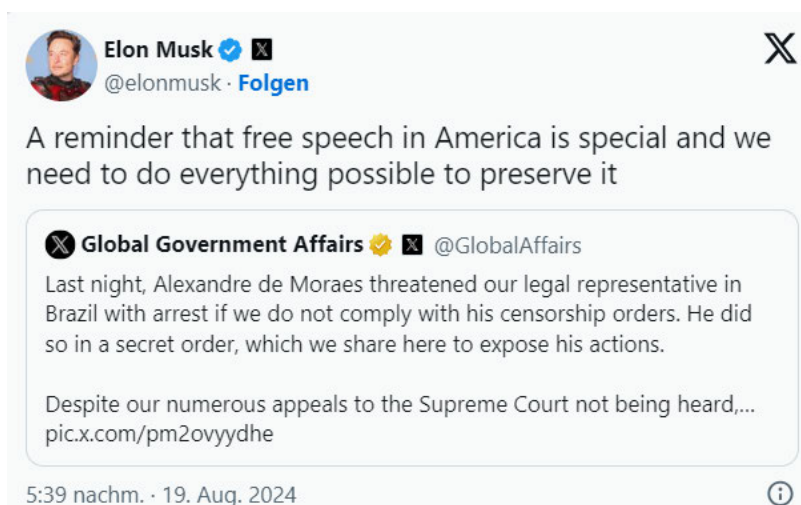 Elon Musk
@elonmusk · Folgen
A reminder that free speech in America is special and we
need to do everything possible to preserve it
Global Government Affairs @GlobalAffairs
Last night, Alexandre de Moraes threatened our legal representative in
Brazil with arrest if we do not comply with his censorship orders. He did
so in a secret order, which we share here to expose his actions.
Despite our numerous appeals to the Supreme Court not being heard,...
pic.x.com/pm2ovyydhe
5:39 nachm. · 19. Aug. 2024